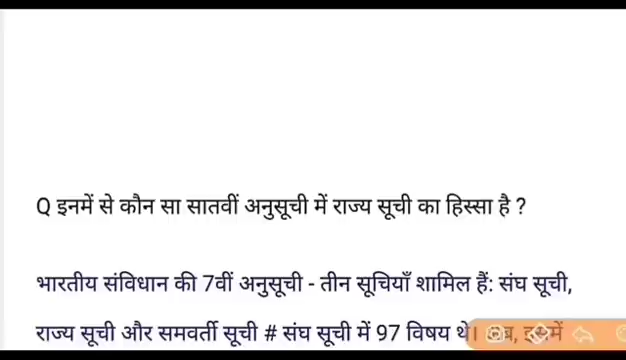 Q इनमें से कौन सा सातवीं अनुसूची में राज्य सूची का हिस्सा है ?
भारतीय संविधान की 7वीं अनुसूची - तीन सूचियाँ शामिल हैं: संघ सूची,
राज्य सूची और समवर्ती सूची # संघ सूची में 97 विषय थे।